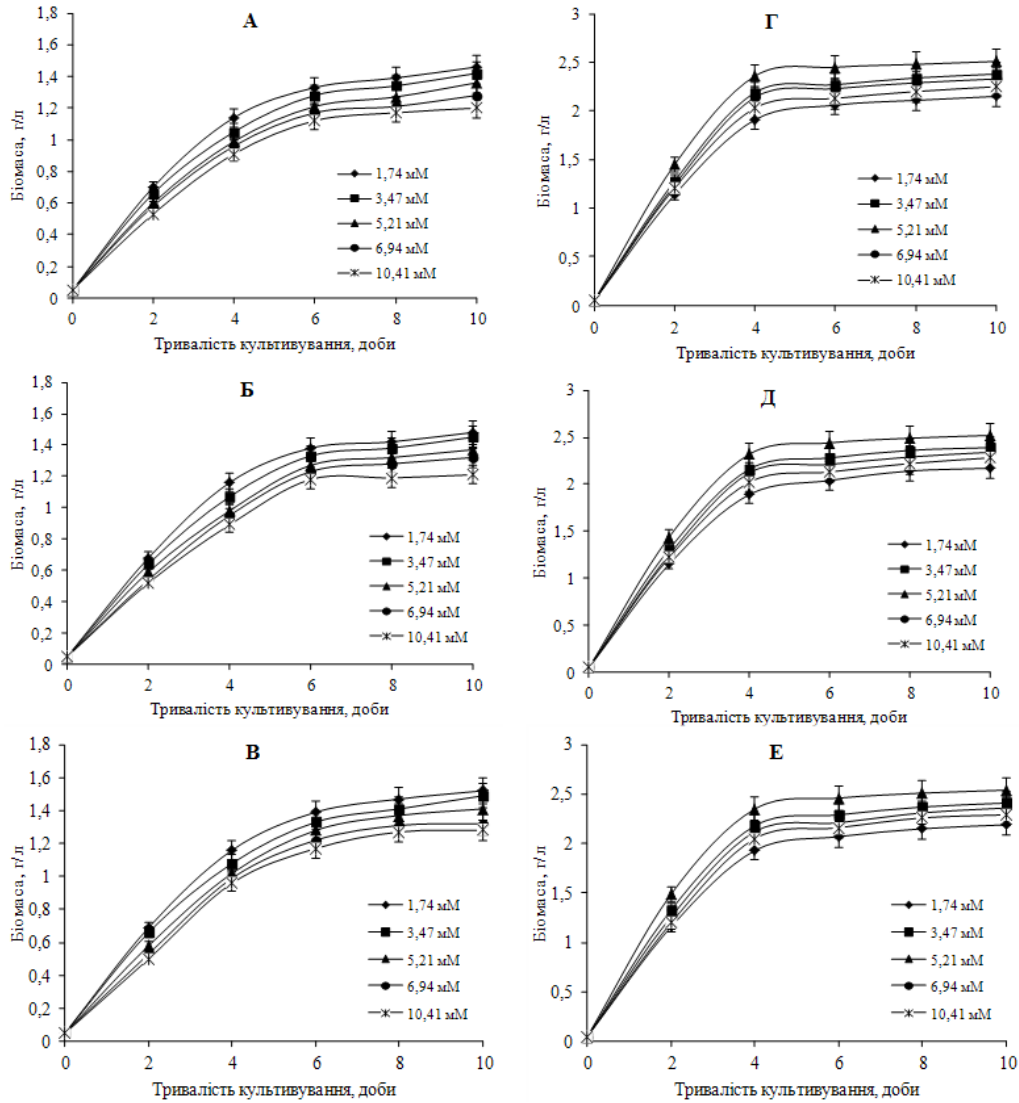 А
Біомаса, г/л
1,8
1,6
1,4
1,2
1
0,8
0,6
0,4
0,2
0
1,74 мМ
3,47 мМ
5,21 мМ
6,94 мМ
10,41 мМ
0 2 4 6 8 10
Тривалість культивування, доби
Г
Біомаса, г/л
3
2,5
2
1,5
1
0,5
0
1,74 мМ
3,47 мМ
5,21 мМ
6,94 мМ
10,41 мМ
0 2 4 6 8 10
Тривалість культивування, доби
Б
Біомаса, г/л
1,8
1,6
1,4
1,2
1
0,8
0,6
0,4
0,2
0
1,74 мМ
3,47 мМ
5,21 мМ
6,94 мМ
10,41 мМ
0 2 4 6 8 10
Тривалість культивування, доби
Д
Біомаса, г/л
3
2,5
2
1,5
1
0,5
0
1,74 мМ
3,47 мМ
5,21 мМ
6,94 мМ
10,41 мМ
0 2 4 6 8 10
Тривалість культивування, доби
В
Біомаса, г/л
1,8
1,6
1,4
1,2
1
0,8
0,6
0,4
0,2
0
1,74 мМ
3,47 мМ
5,21 мМ
6,94 мМ
10,41 мМ
0 2 4 6 8 10
Тривалість культивування, доби
Е
Біомаса, г/л
3
2,5
2
1,5
1
0,5
0
1,74 мМ
3,47 мМ
5,21 мМ
6,94 мМ
10,41 мМ
0 2 4 6 8 10
Тривалість культивування, доби